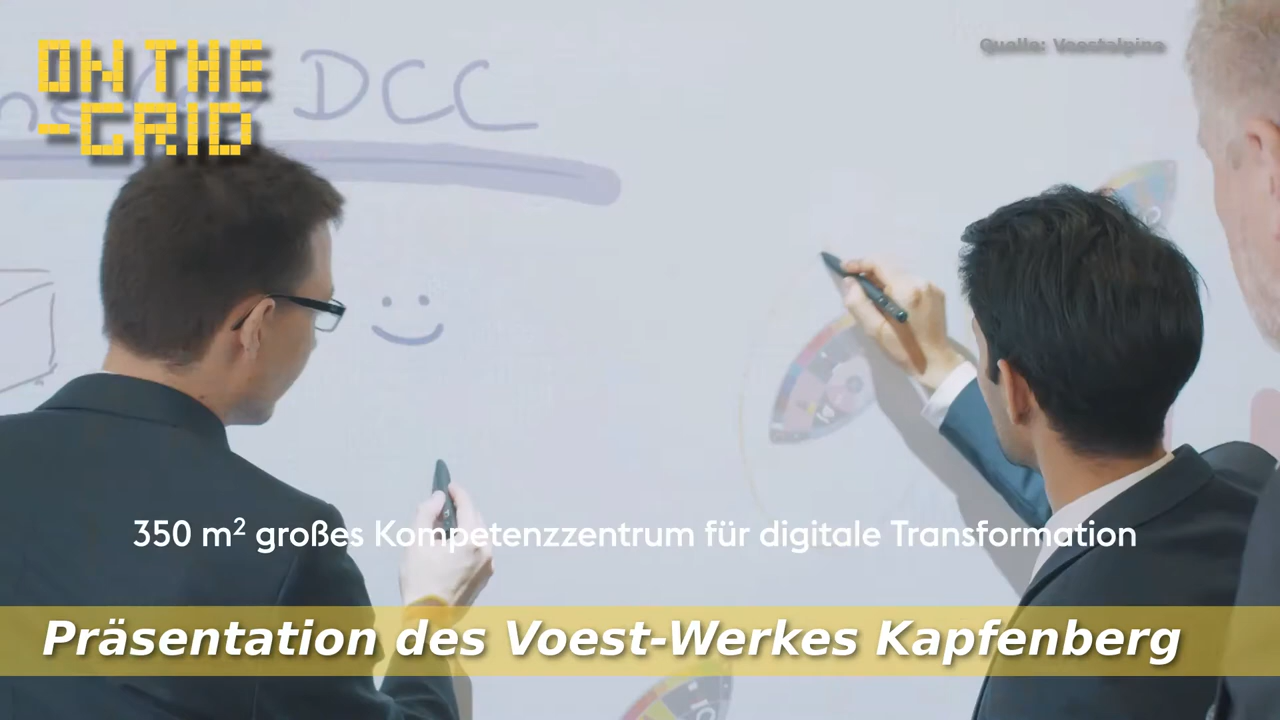 ON THE
-GRID
Quelle: Voestalpine
DCC
350 m² großes Kompetenzzentrum für digitale Transformation
Präsentation des Voest-Werkes Kapfenberg